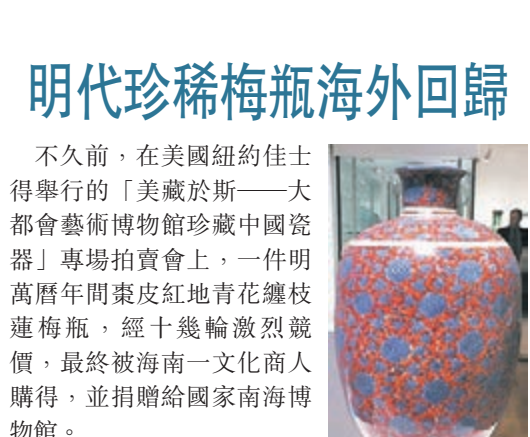 明代珍稀梅瓶海外回歸
不久前，在美國紐約佳士
得舉行的「美藏於斯——大
都會藝術博物館珍藏中國瓷
器」專場拍賣會上，一件明
萬曆年間棗皮紅地青花纏枝
蓮梅瓶，經十幾輪激烈競
價，最終被海南一文化商人
購得，並捐贈給國家南海博
物館。